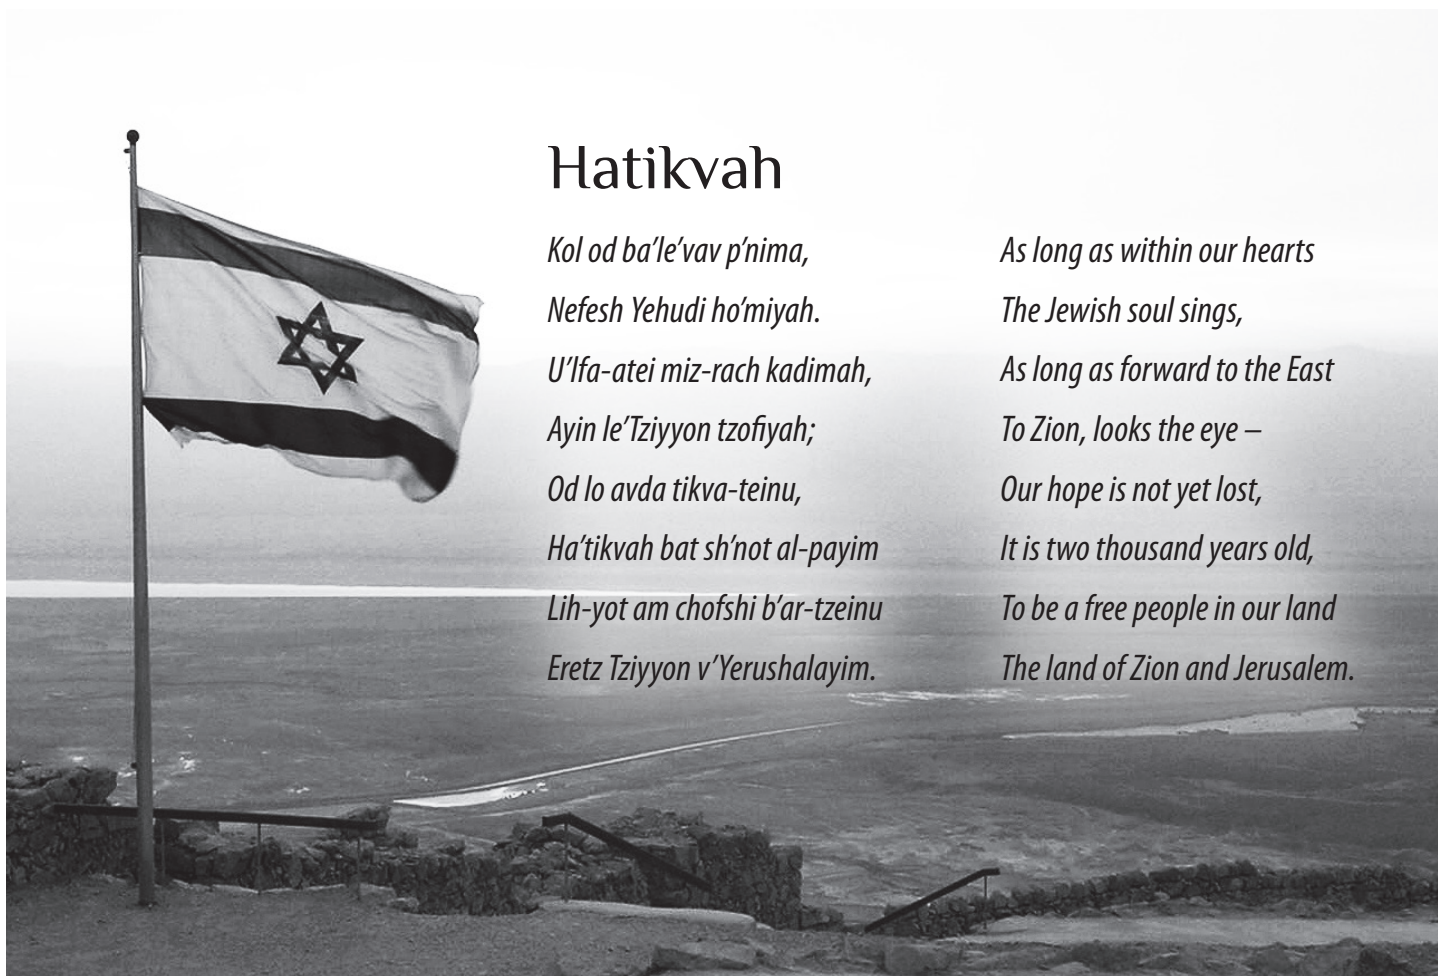 Hatikvah
Kol od ba’le’vav p’nima,
Nefesh Yehudi ho’miyah.
U’lfa-atei miz-rach kadimah,
Ayin le’Tziyyon tzofiyah;
Od lo avda tikva-teinu,
Ha’tikvah bat sh’not al-payim
Lih-yot am chofshi b’ar-tzeinu
Eretz Tziyyon v’Yerushalayim.
As long as within our hearts
The Jewish soul sings,
As long as forward to the East
To Zion, looks the eye –
Our hope is not yet lost,
It is two thousand years old,
To be a free people in our land
The land of Zion and Jerusalem.